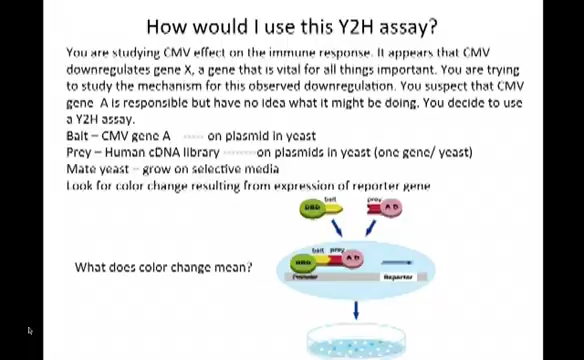 How would I use this Y2H assay?
You are studying CMV effect on the immune response. It appears that CMV
downregulates gene X, a gene that is vital for all things important. You are trying
to study the mechanism for this observed downregulation. You suspect that CMV
gene A is responsible but have no idea what it might be doing. You decide to use
a Y2H assay.
Bait – CMV gene A ----- on plasmid in yeast
Prey – Human cDNA library -------- on plasmids in yeast (one gene/ yeast)
Mate yeast – grow on selective media
Look for color change resulting from expression of reporter gene
bait prey
DBD AD
bait prey
DBD AD
What does color change mean?
Promoter Reporter